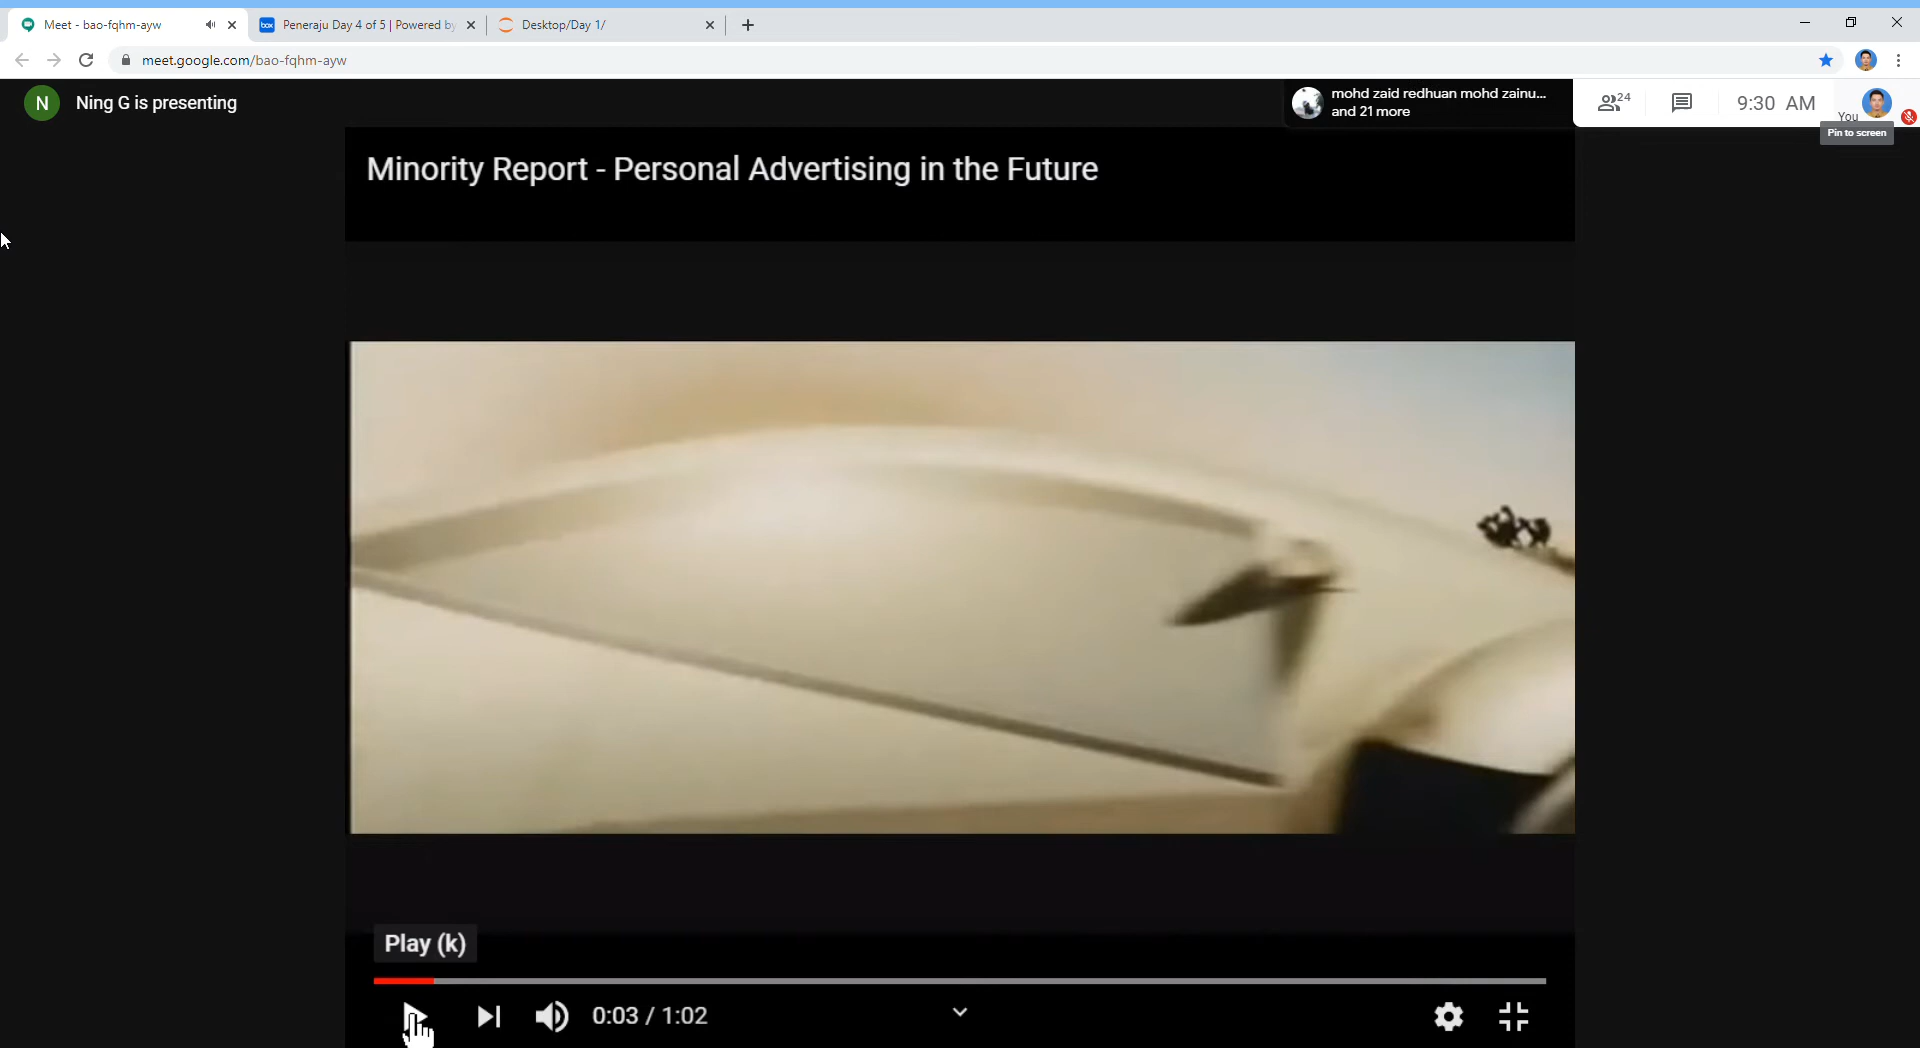 Meet - bao-fqhm-ayw
box
Peneraju Day 4 of 5 | Powered by
Desktop/Day 1/
meet.google.com/bao-fqhm-ayw
N
Ning G is presenting
mohd zaid redhuan mohd zainu...
and 21 more
24
9:30 AM
You
Pin to screen
Minority Report - Personal Advertising in the Future
Play (k)
0:03 / 1:02